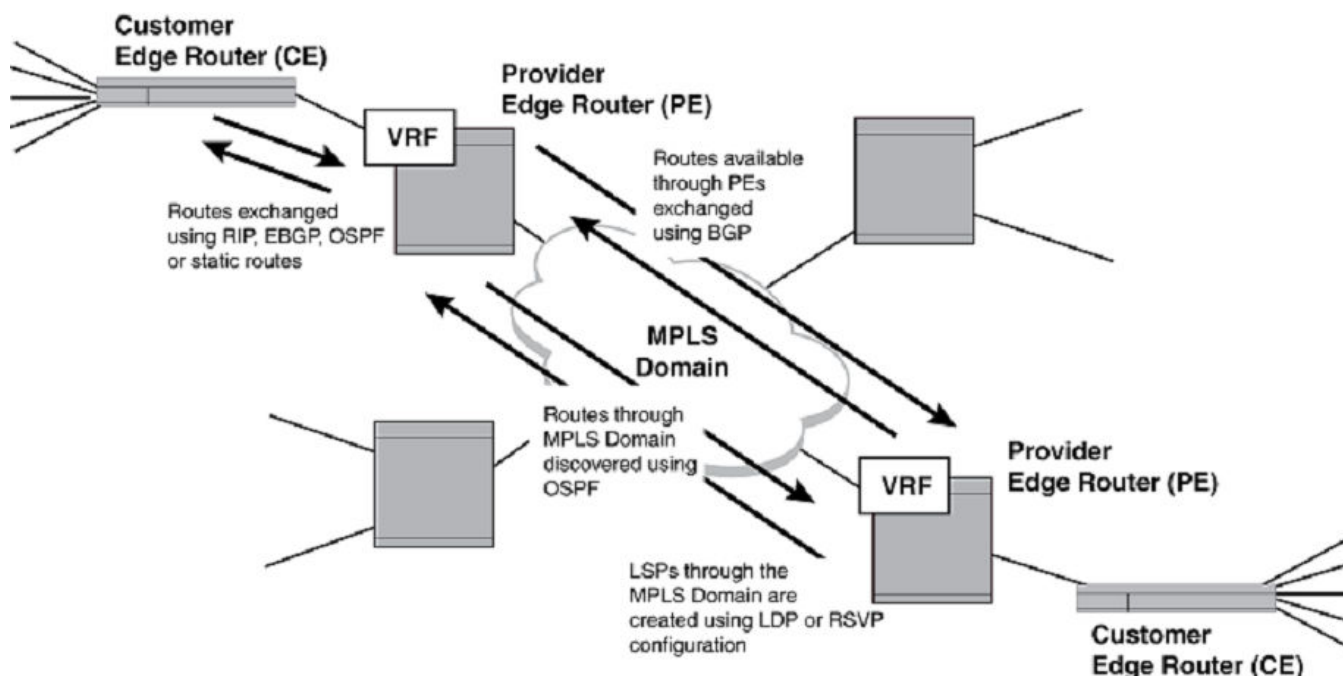 Customer
Edge Router (CE)
Provider
Edge Router (PE)
VRF
Routes exchanged
using RIP, EBGP, OSPF
or static routes
Routes available
through PEs
exchanged
using BGP
MPLS
Domain
Routes through
MPLS Domain
discovered using
OSPF
Provider
Edge Router (PE)
VRF
LSPs through the
MPLS Domain are
created using LDP or RSVP
configuration
Customer
Edge Router (CE)